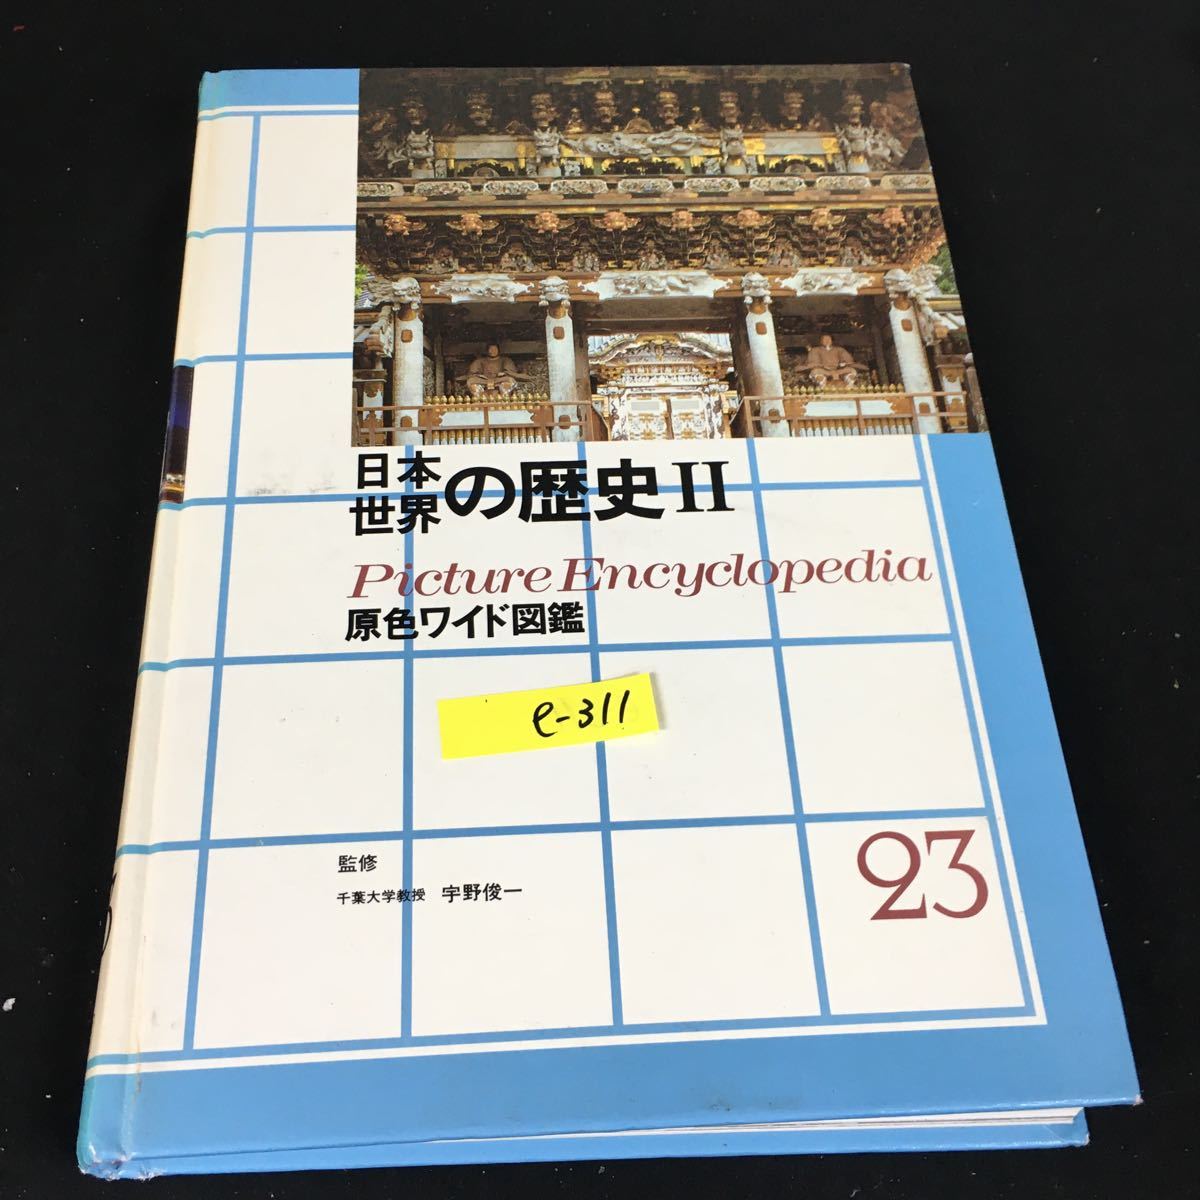 日本
世界の歴史II
Picture Encyclopedia
原色ワイド図鑑
e-311
監修
千葉大学教授 宇野俊一
23